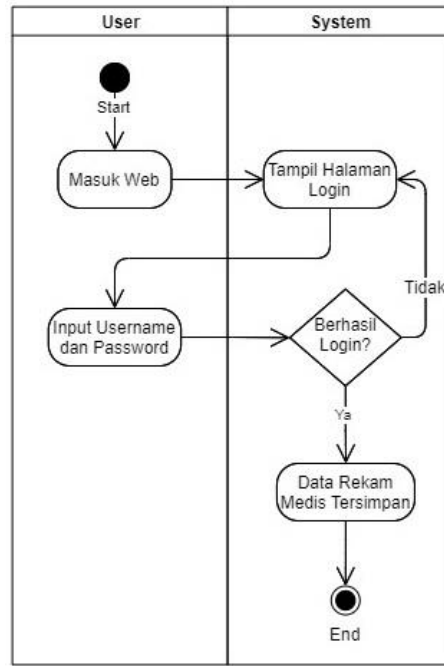 User
System
Start
Masuk Web
Tampil Halaman
Login
Input Username
dan Password
Berhasil
Login?
Tidak
Ya
Data Rekam
Medis Tersimpan
End